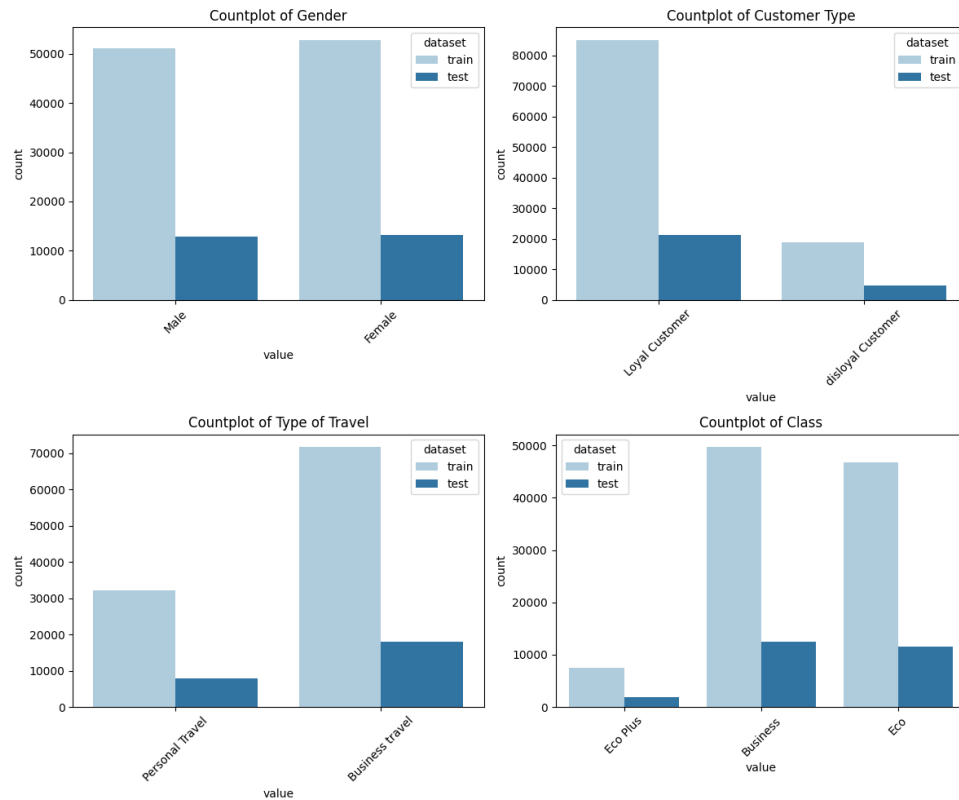 Countplot of Gender
dataset
train
test
50000
40000
30000
20000
10000
0
count
Male
Female
value
Countplot of Customer Type
dataset
train
test
80000
70000
60000
50000
40000
30000
20000
10000
0
count
Loyal Customer
disloyal Customer
value
Countplot of Type of Travel
dataset
train
test
70000
60000
50000
40000
30000
20000
10000
0
count
Personal Travel
Business travel
value
Countplot of Class
dataset
train
test
50000
40000
30000
20000
10000
0
count
Eco Plus
Business
Eco
value